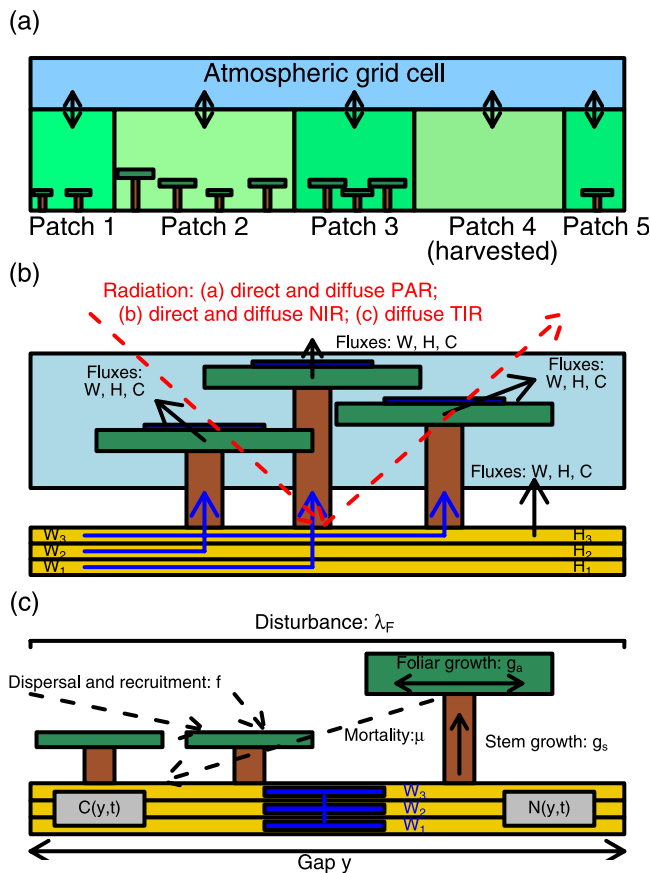 (a)
Atmospheric grid cell
Patch 1
Patch 2
Patch 3
Patch 4
Patch 5
(harvested)
(b)
Radiation: (a) direct and diffuse PAR;
(b) direct and diffuse NIR; (c) diffuse TIR
Fluxes: W, H, C
Fluxes:
W, H, C
Fluxes:
W, H, C
Fluxes: W, H, C
W₃
H₃
W₂
H₂
W₁
H₁
(c)
Disturbance: λ_F
Foliar growth: gₐ
Dispersal and recruitment: f
Mortality:μ
Stem growth: gₛ
W₃
C(y,t)
W₂
N(y,t)
W₁
Gap y